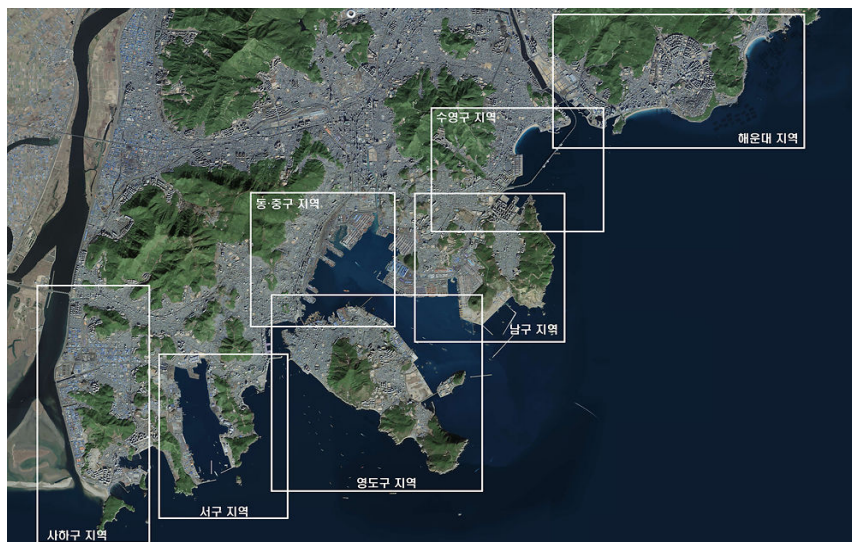 수영구 지역
해운대 지역
동·중구 지역
남구 지역
영도구 지역
서구 지역
사하구 지역